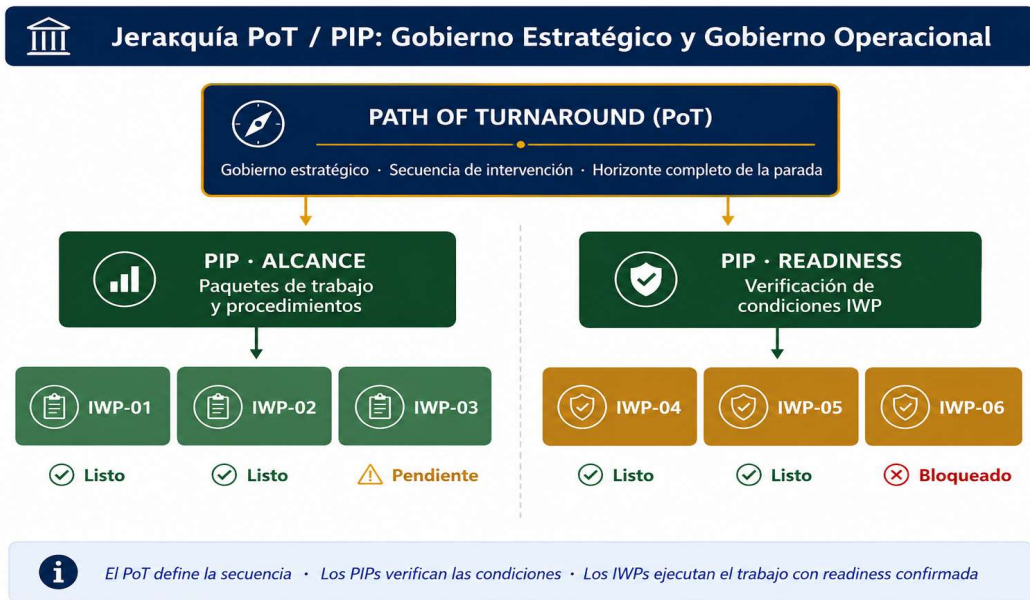 Jeraкquía PoT / PIP: Gobierno Estratégico y Gobierno Operacional
PATH OF TURNAROUND (PoT)
Gobierno estratégico · Secuencia de intervención · Horizonte completo de la parada
PIP · ALCANCE
Paquetes de trabajo
y procedimientos
PIP · READINESS
Verificación de
condiciones IWP
IWP-01
IWP-02
IWP-03
IWP-04
IWP-05
IWP-06
Listo
Listo
Pendiente
Listo
Listo
Bloqueado
El PoT define la secuencia · Los PIPs verifican las condiciones · Los IWPs ejecutan el trabajo con readiness confirmada